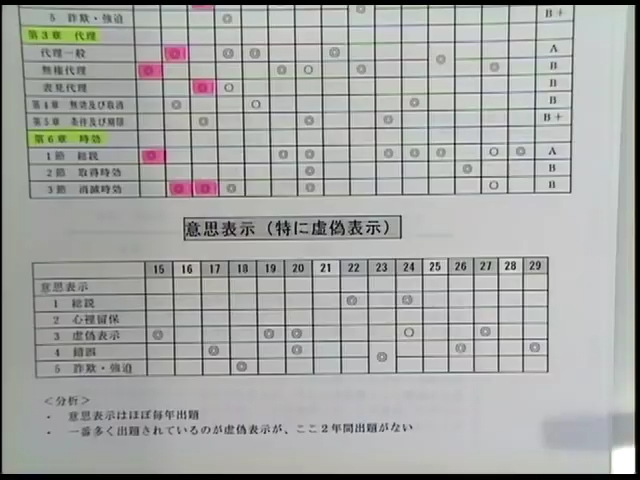 5 詐欺・強迫 ◎ ◎ B+
第3章 代理
代理一般 ◎ ◎ ◎ ◎ ◎ A
無権代理 ◎ ◎ ○ ◎ ○ B
表見代理 ◎ ○ B
第4章 無効及び取消 ◎ ○ ◎ B
第5章 条件及び期限 ◎ ◎ ◎ B+
第6章 時効
1節 総説 ◎ ◎ ◎ ◎ ◎ ◎ ○ ◎ A
2節 取得時効 ◎ ◎ B
3節 消滅時効 ◎ ◎ ◎ ◎ ○ B
意思表示(特に虚偽表示)
15 16 17 18 19 20 21 22 23 24 25 26 27 28 29
意思表示
1 総説 ◎ ◎
2 心裡留保
3 虚偽表示 ◎ ◎ ◎ ○ ◎
4 錯誤 ◎ ◎ ◎ ◎ ◎
5 詐欺・強迫 ◎
<分析>
・ 意思表示はほぼ毎年出題
・ 一番多く出題されているのが虚偽表示が、ここ2年間出題がない